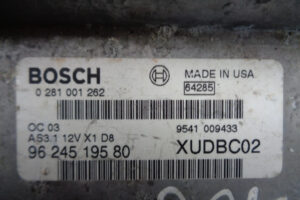 BOSCH
MADE IN USA
0 281 001 262
64285
OC 03
9541 009433
AS3.1 12V X1 D8
96 245 195 80
XUDBC02